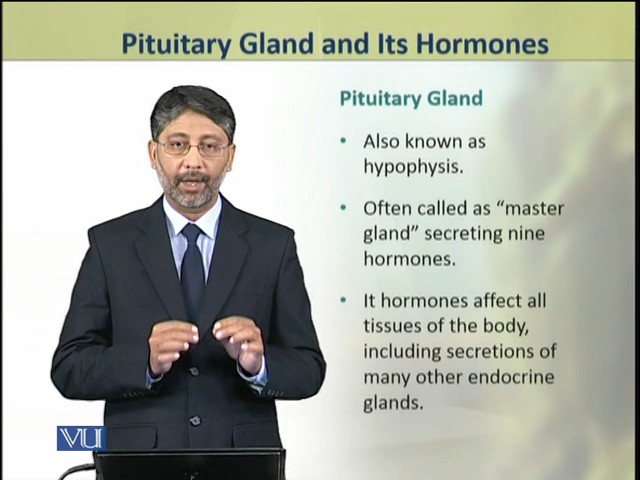 Pituitary Gland and Its Hormones
Pituitary Gland
• Also known as
hypophysis.
• Often called as “master
gland” secreting nine
hormones.
• It hormones affect all
tissues of the body,
including secretions of
many other endocrine
glands.
VU